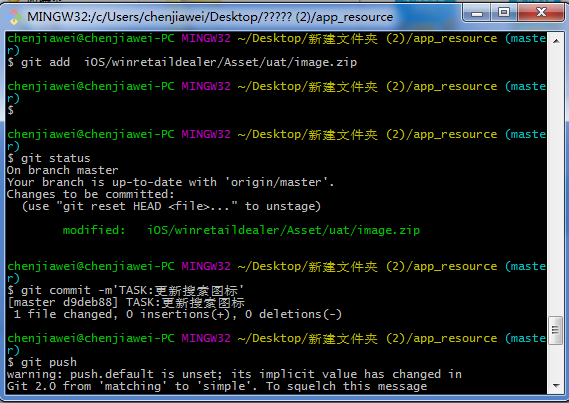 MINGW32:/c/Users/chenjiawei/Desktop/????? (2)/app_resource
chenjiawei@chenjiawei-PC MINGW32 ~/Desktop/新建文件夹 (2)/app_resource (maste
r)
$ git add  iOS/winretaildealer/Asset/uat/image.zip
chenjiawei@chenjiawei-PC MINGW32 ~/Desktop/新建文件夹 (2)/app_resource (maste
r)
$
chenjiawei@chenjiawei-PC MINGW32 ~/Desktop/新建文件夹 (2)/app_resource (maste
r)
$ git status
On branch master
Your branch is up-to-date with 'origin/master'.
Changes to be committed:
  (use "git reset HEAD <file>..." to unstage)
        modified:   iOS/winretaildealer/Asset/uat/image.zip
chenjiawei@chenjiawei-PC MINGW32 ~/Desktop/新建文件夹 (2)/app_resource (maste
r)
$ git commit -m'TASK:更新搜索图标'
[master d9deb88] TASK:更新搜索图标
 1 file changed, 0 insertions(+), 0 deletions(-)
chenjiawei@chenjiawei-PC MINGW32 ~/Desktop/新建文件夹 (2)/app_resource (maste
r)
$ git push
warning: push.default is unset; its implicit value has changed in
Git 2.0 from 'matching' to 'simple'. To squelch this message